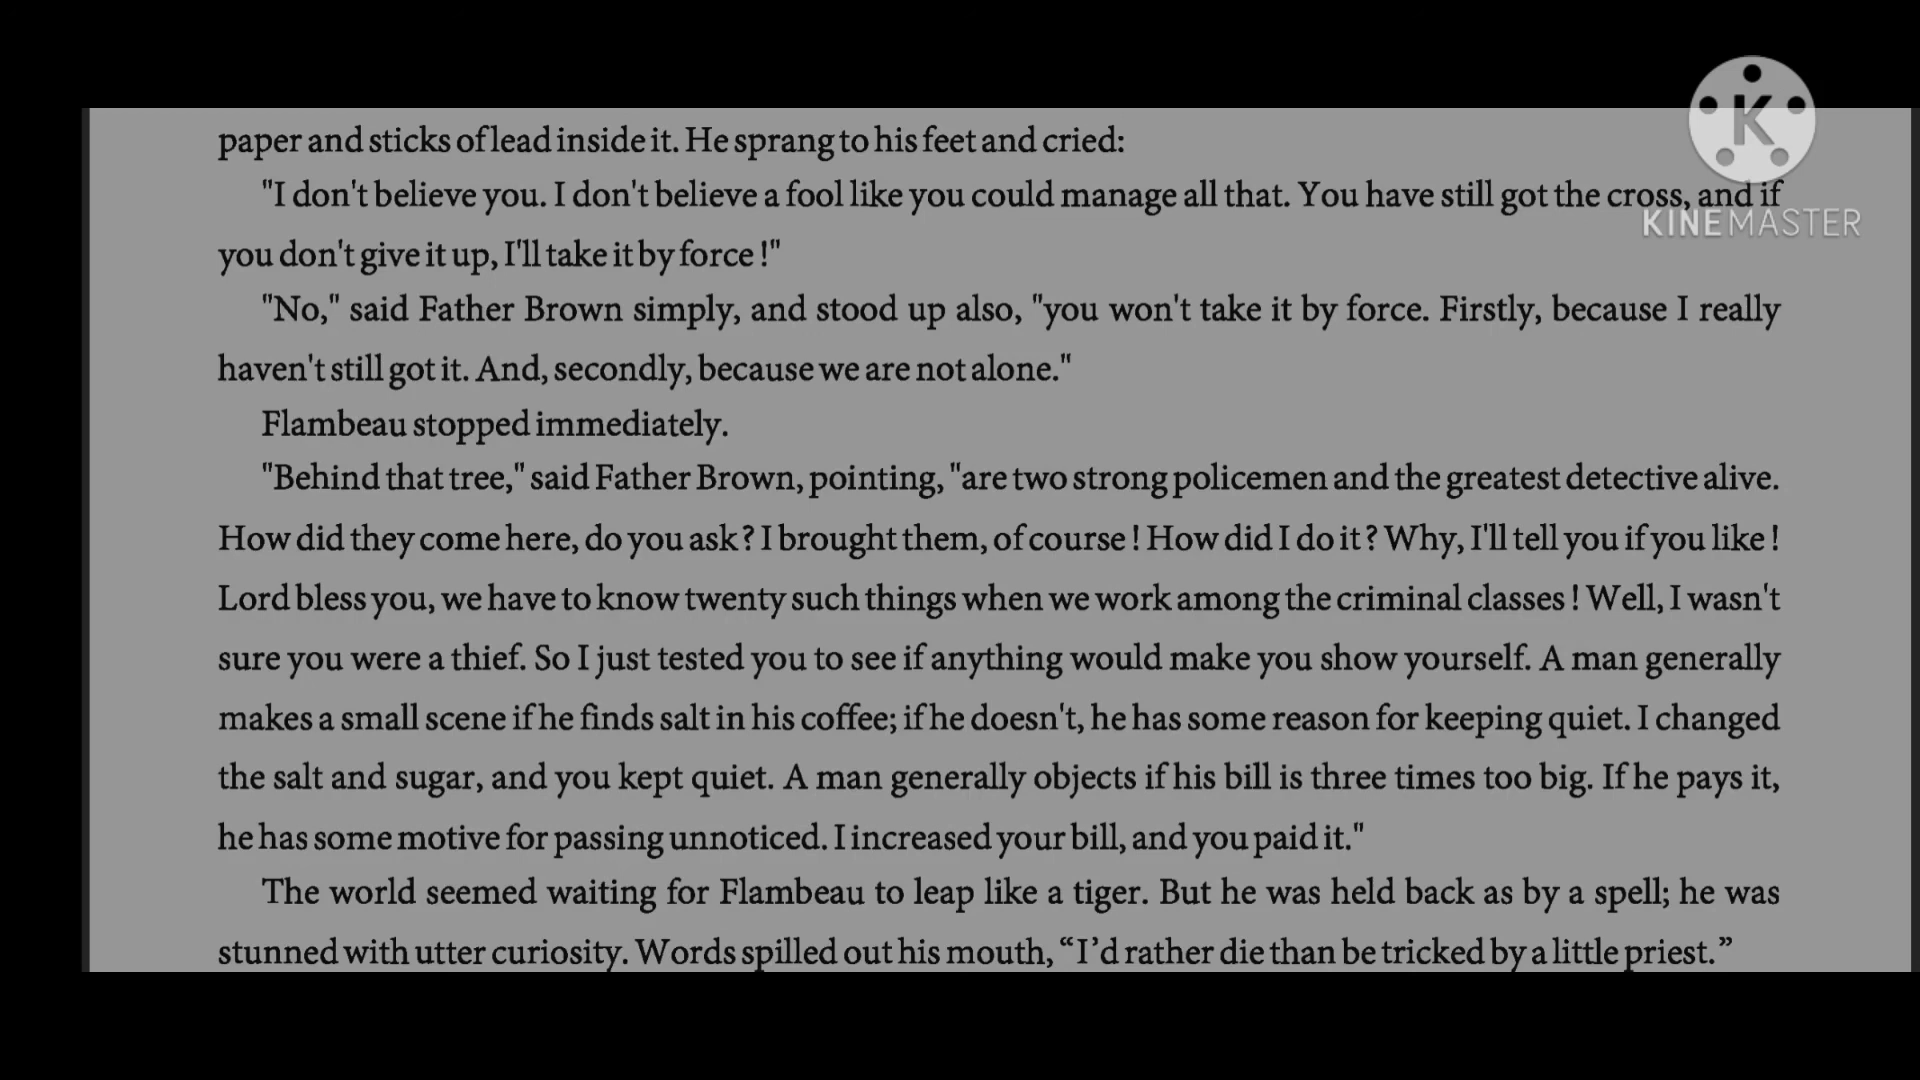 paper and sticks of lead inside it. He sprang to his feet and cried:
"I don't believe you. I don't believe a fool like you could manage all that. You have still got the cross, and if
you don't give it up, I'll take it by force !"
"No," said Father Brown simply, and stood up also, "you won't take it by force. Firstly, because I really
haven't still got it. And, secondly, because we are not alone."
Flambeau stopped immediately.
"Behind that tree," said Father Brown, pointing, "are two strong policemen and the greatest detective alive.
How did they come here, do you ask? I brought them, of course ! How did I do it? Why, I'll tell you if you like !
Lord bless you, we have to know twenty such things when we work among the criminal classes ! Well, I wasn't
sure you were a thief. So I just tested you to see if anything would make you show yourself. A man generally
makes a small scene if he finds salt in his coffee; if he doesn't, he has some reason for keeping quiet. I changed
the salt and sugar, and you kept quiet. A man generally objects if his bill is three times too big. If he pays it,
he has some motive for passing unnoticed. I increased your bill, and you paid it."
The world seemed waiting for Flambeau to leap like a tiger. But he was held back as by a spell; he was
stunned with utter curiosity. Words spilled out his mouth, “I’d rather die than be tricked by a little priest.”
K
KINEMASTER